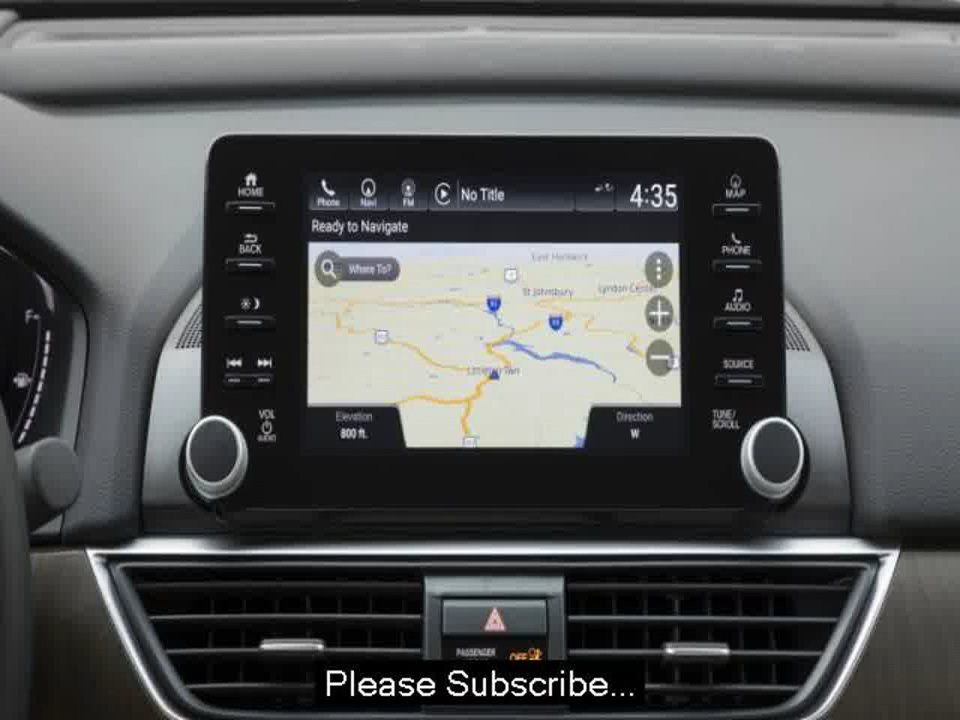 HOME
BACK
VOL
AUDIO
Phone
Navi
FM
No Title
4:35
Ready to Navigate
Where To?
St Johnsbury
Lyndon Center
Elevation
800 ft.
Direction
W
MAP
PHONE
AUDIO
SOURCE
TUNE/
SCROLL
F
PASSENGER
OFF
Please Subscribe...